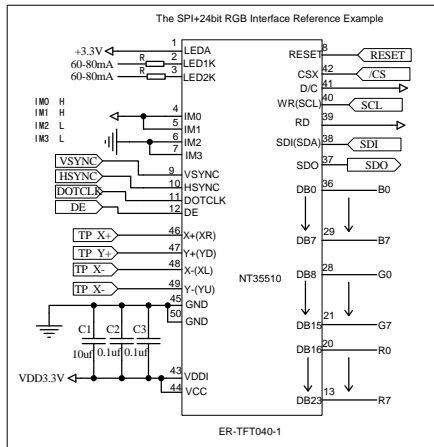 The SPI+24bit RGB Interface Reference Example
+3.3V 1 LEDA
60-80mA R 2 LED1K
60-80mA R 3 LED2K
IM0 H
IM1 H
IM2 L
IM3 L
4 IM0
5 IM1
6 IM2
7 IM3
VSYNC 9 VSYNC
HSYNC 10 HSYNC
DOTCLK 11 DOTCLK
DE 12 DE
TP X+ 46 X+(XR)
TP Y+ 47 Y+(YD)
TP X- 48 X-(XL)
TP X- 49 Y-(YU)
45 GND
50 GND
C1 C2 C3
10uf 0.1uf 0.1uf
VDD3.3V 43 VDDI
44 VCC
NT35510
RESET 8 RESET
CSX 42 /CS
D/C 41
WR(SCL) 40 SCL
RD 39
SDI(SDA) 38 SDI
SDO 37 SDO
DB0 36 B0
DB7 29 B7
DB8 28 G0
DB15 21 G7
DB16 20 R0
DB23 13 R7
ER-TFT040-1